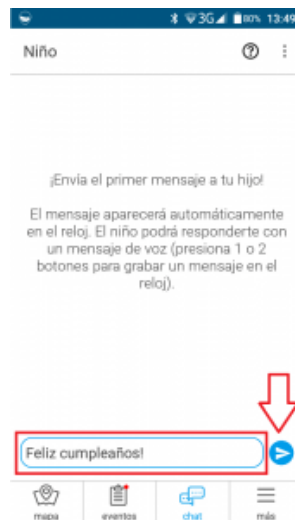 3G 80% 13:49
Niño
¡Envía el primer mensaje a tu hijo!
El mensaje aparecerá automáticamente
en el reloj. El niño podrá responderte con
un mensaje de voz (presiona 1 o 2
botones para grabar un mensaje en el
reloj).
Feliz cumpleaños!
mapa eventos chat más